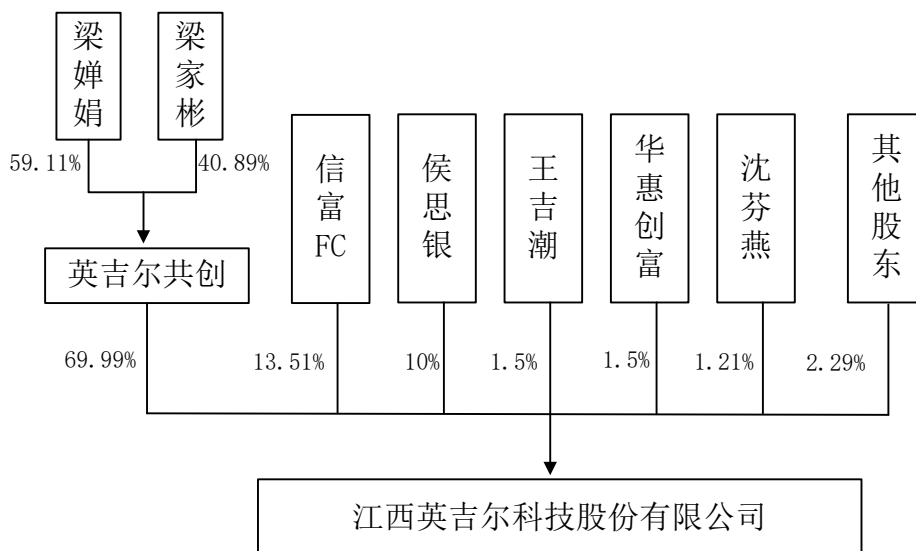 梁婵娟
梁家彬
59.11%
40.89%
英吉尔共创
信富FC
侯思银
王吉潮
华惠创富
沈芬燕
其他股东
69.99%
13.51%
10%
1.5%
1.5%
1.21%
2.29%
江西英吉尔科技股份有限公司